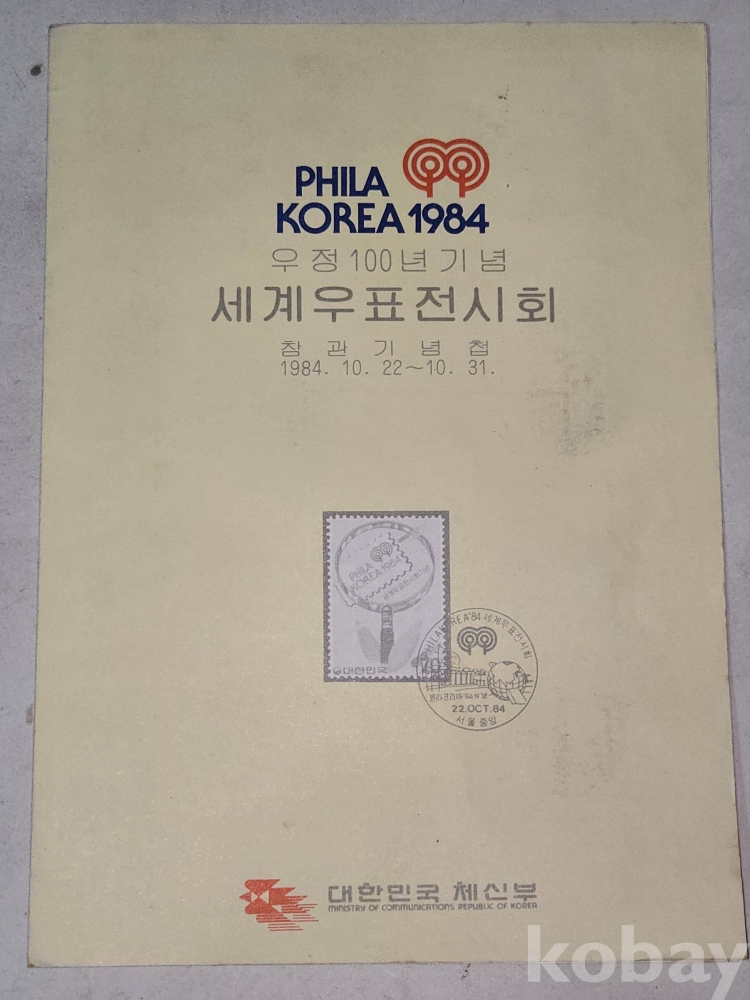 PHILA
KOREA 1984
우정100년기념
세계우표전시회
참관기념첩
1984. 10. 22~10. 31.
PHILA
KOREA 1984
대한민국
70
PHILAKOREA'84 세계우표전시회
22.OCT.84
서울중앙
대한민국 체신부
MINISTRY OF COMMUNICATIONS, REPUBLIC OF KOREA
kobay